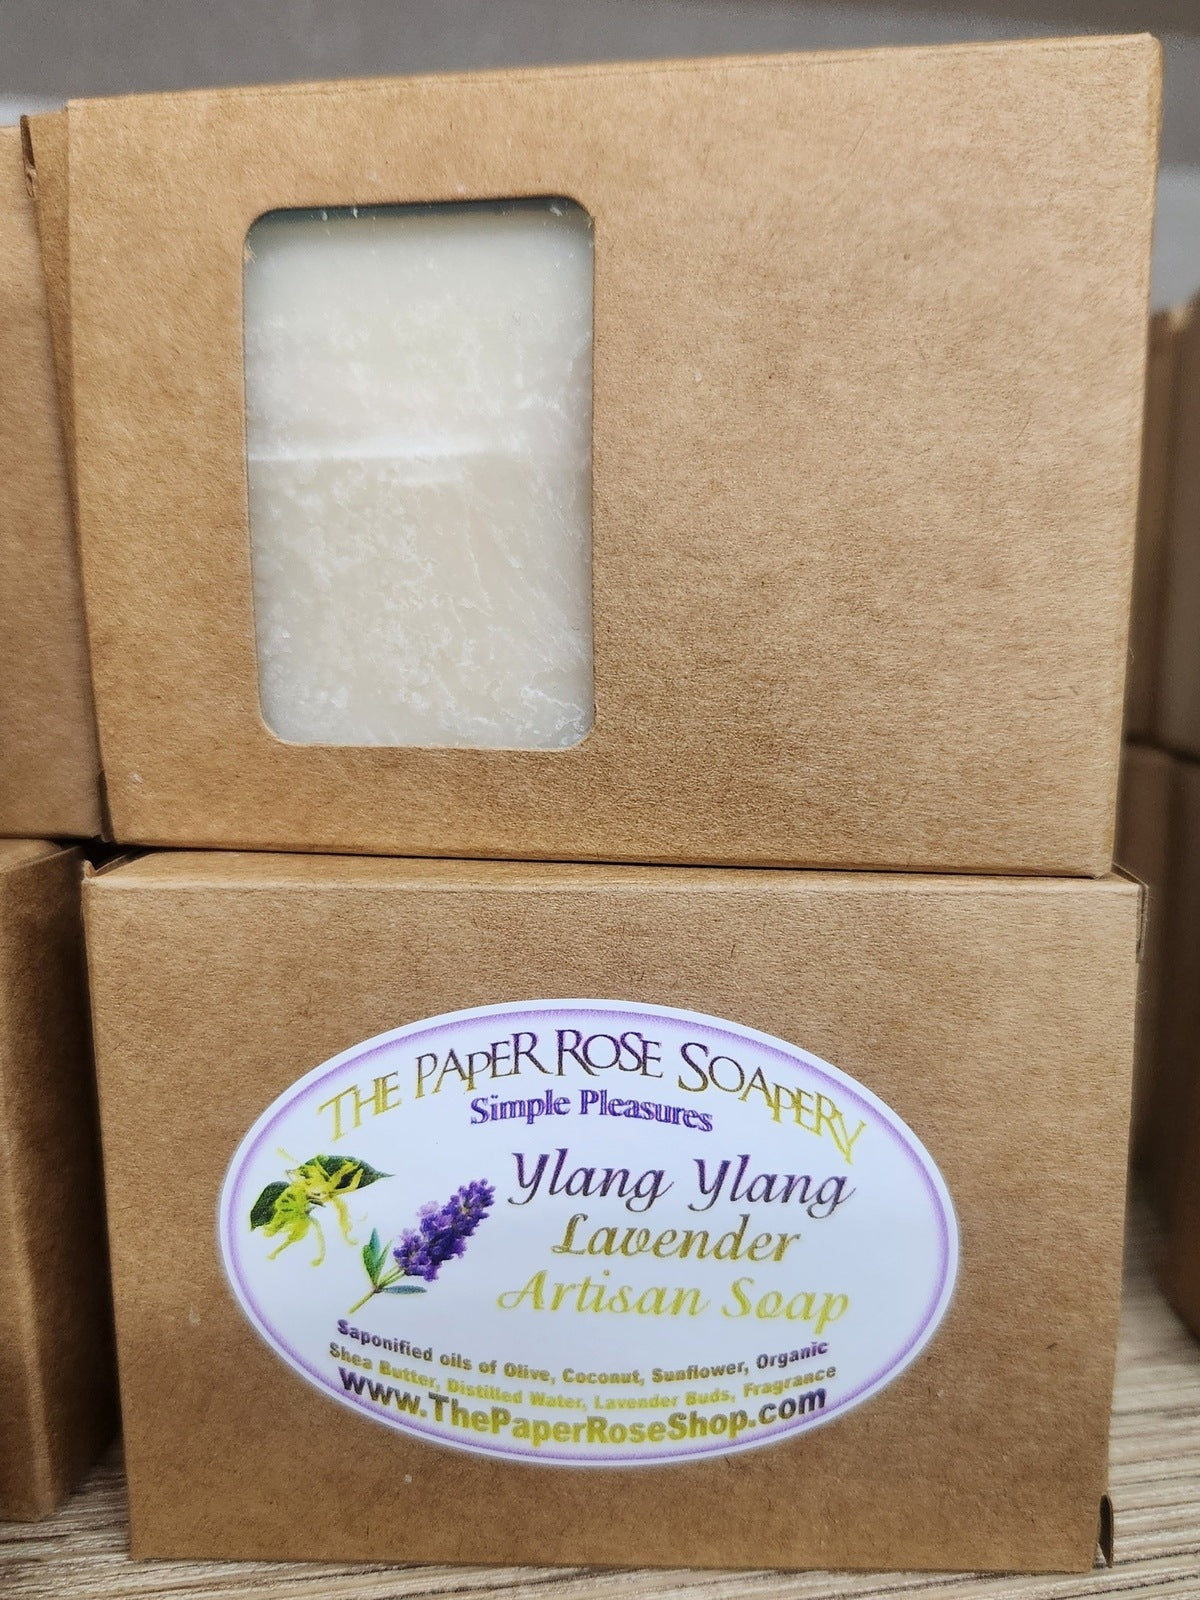 THE PAPER ROSE SOAPERY
Simple Pleasures
Ylang Ylang
Lavender
Artisan Soap
Saponified oils of Olive, Coconut, Sunflower, Organic
Shea Butter, Distilled Water, Lavender Buds, Fragrance
www.ThePaperRoseShop.com